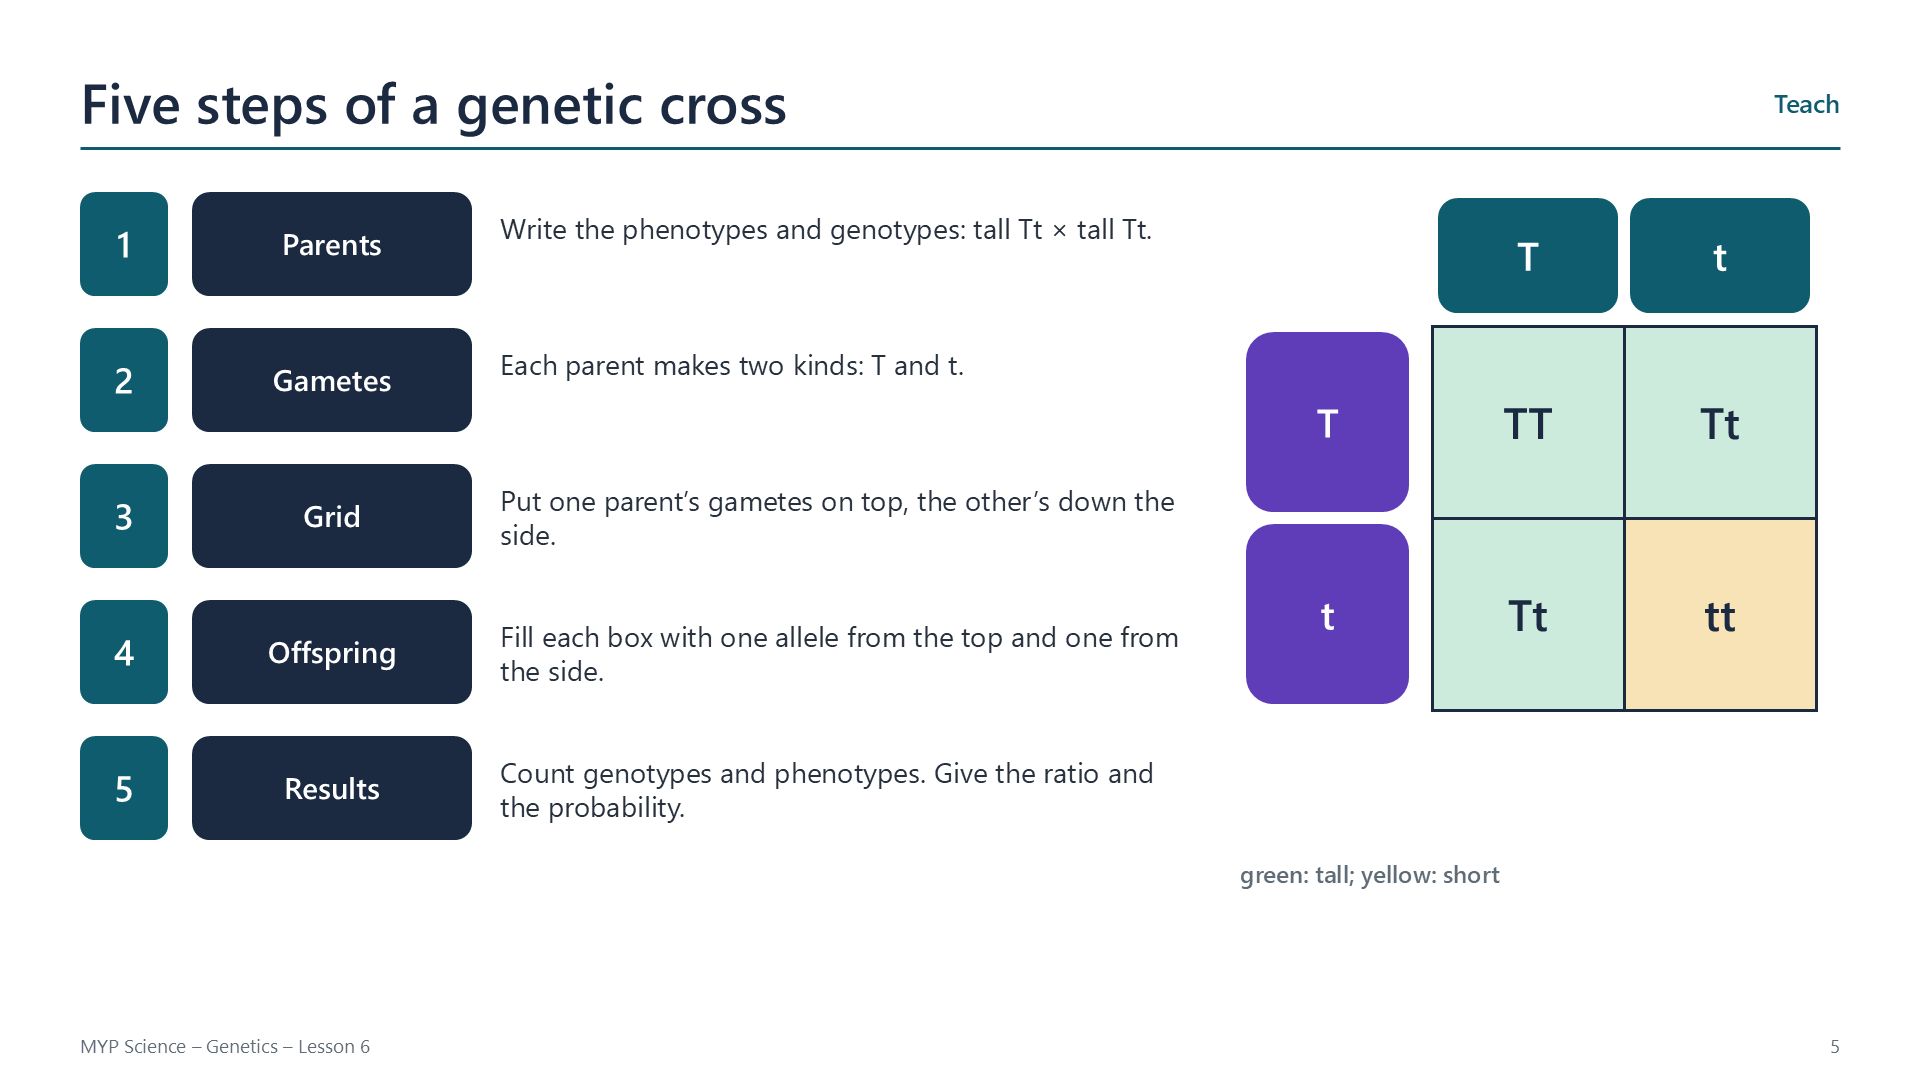 Five steps of a genetic cross
Teach
1
Parents
Write the phenotypes and genotypes: tall Tt × tall Tt.
2
Gametes
Each parent makes two kinds: T and t.
3
Grid
Put one parent’s gametes on top, the other’s down the
side.
4
Offspring
Fill each box with one allele from the top and one from
the side.
5
Results
Count genotypes and phenotypes. Give the ratio and
the probability.
T
t
T
TT
Tt
t
Tt
tt
green: tall; yellow: short
MYP Science – Genetics – Lesson 6
5